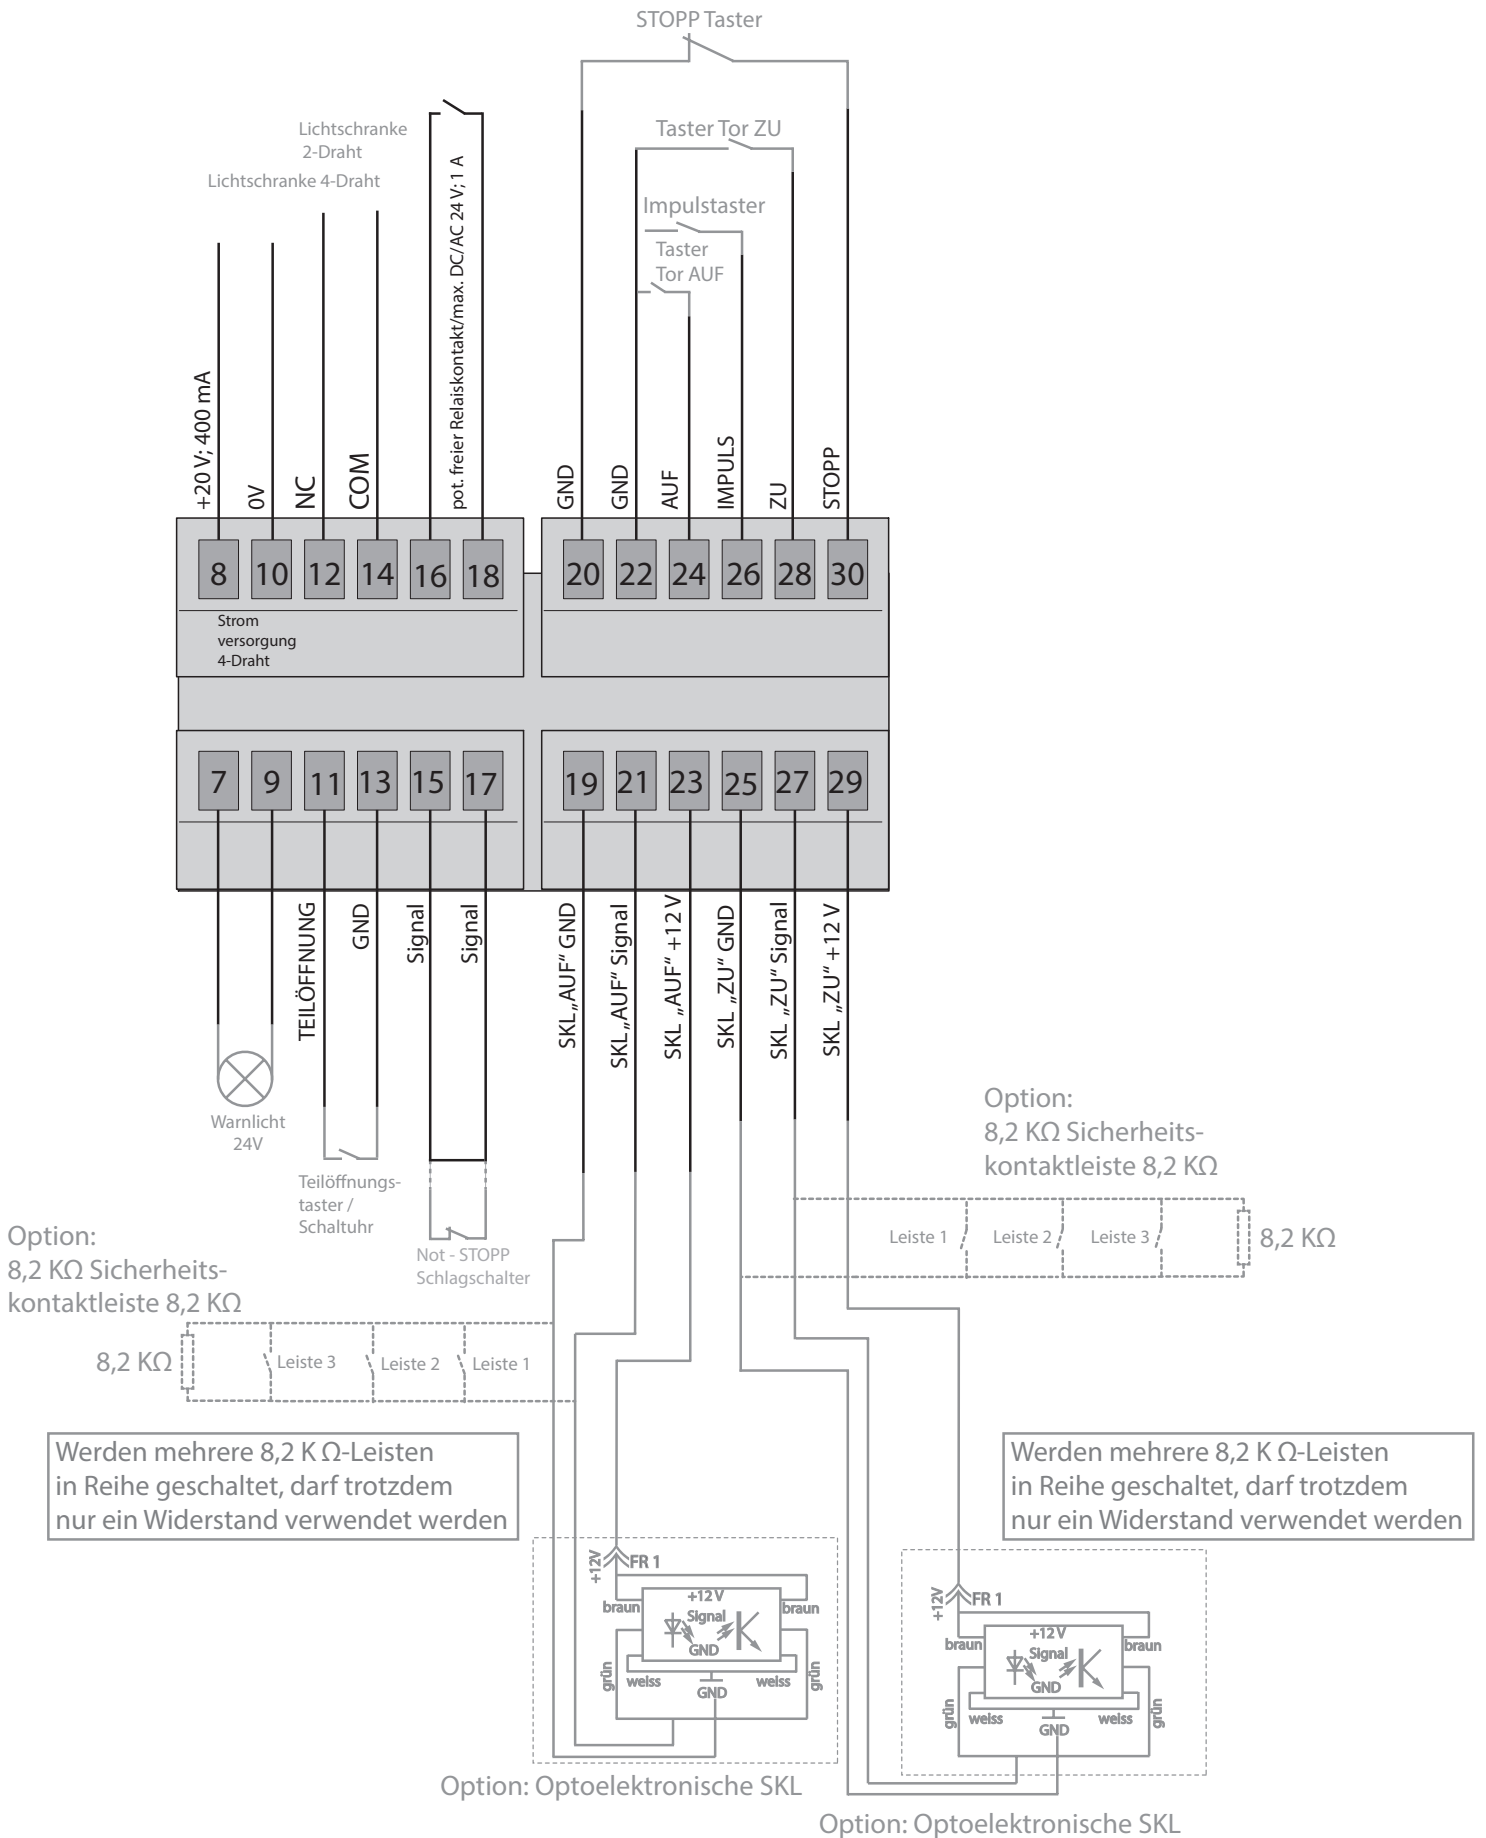 STOPP Taster
Lichtschranke
2-Draht
Lichtschranke 4-Draht
Taster Tor ZU
Impulstaster
Taster
Tor AUF
+20 V; 400 mA
0V
NC
COM
pot. freier Relaiskontakt/max. DC/AC 24 V; 1 A
GND
GND
AUF
IMPULS
ZU
STOPP
8 10 12 14 16 18 20 22 24 26 28 30
Strom
versorgung
4-Draht
7 9 11 13 15 17 19 21 23 25 27 29
TEILÖFFNUNG
GND
Signal
Signal
SKL „AUF“ GND
SKL „AUF“ Signal
SKL „AUF“ +12 V
SKL „ZU“ GND
SKL „ZU“ Signal
SKL „ZU“ +12 V
Warnlicht
24V
Teilöffnungs-
taster /
Schaltuhr
Not - STOPP
Schlagschalter
Option:
8,2 KΩ Sicherheits-
kontaktleiste 8,2 KΩ
Leiste 1 Leiste 2 Leiste 3 8,2 KΩ
Option:
8,2 KΩ Sicherheits-
kontaktleiste 8,2 KΩ
8,2 KΩ Leiste 3 Leiste 2 Leiste 1
Werden mehrere 8,2 K Ω-Leisten
in Reihe geschaltet, darf trotzdem
nur ein Widerstand verwendet werden
Werden mehrere 8,2 K Ω-Leisten
in Reihe geschaltet, darf trotzdem
nur ein Widerstand verwendet werden
+12V
FR 1
+12 V
braun
braun
Signal
GND
grün
weiss
GND
weiss
grün
Option: Optoelektronische SKL
+12V
FR 1
+12 V
braun
braun
Signal
GND
grün
weiss
GND
weiss
grün
Option: Optoelektronische SKL